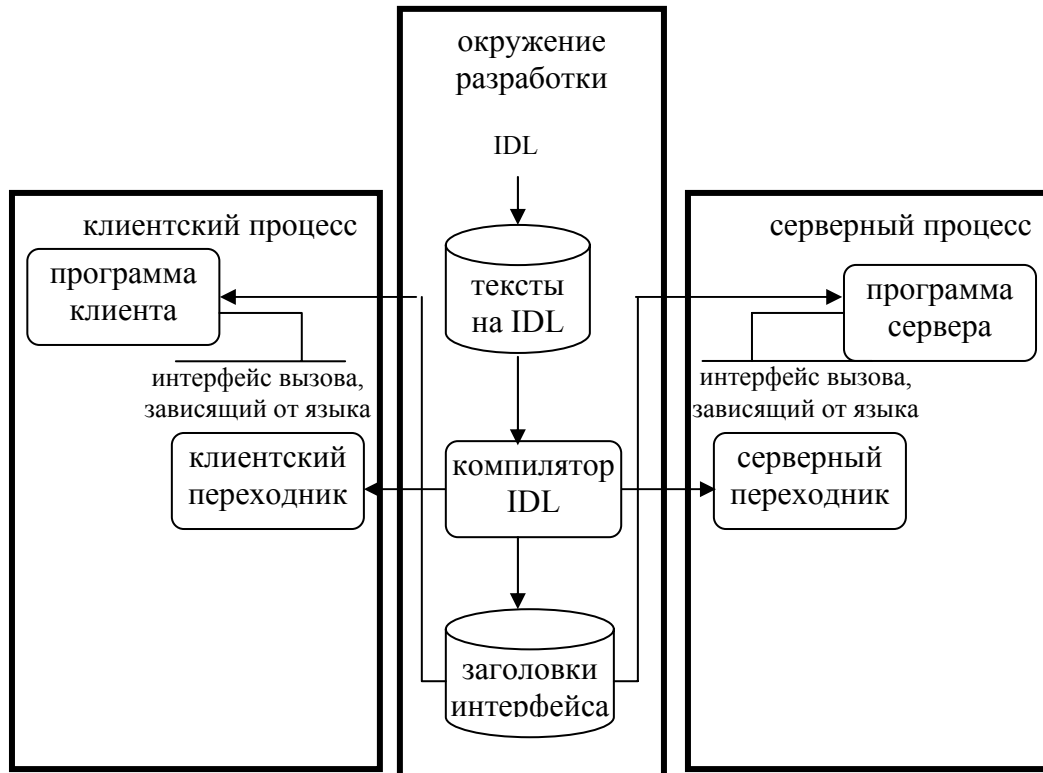 окружение
разработки
IDL
клиентский процесс
программа
клиента
интерфейс вызова,
зависящий от языка
клиентский
переходник
тексты
на IDL
компилятор
IDL
заголовки
интерфейса
серверный процесс
программа
сервера
интерфейс вызова,
зависящий от языка
серверный
переходник